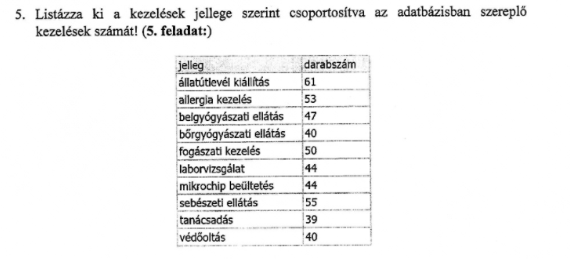 5. Listázza ki a kezelések jellege szerint csoportosítva az adatbázisban szereplő
kezelések számát! (5. feladat:)
jelleg darabszám
állatútlevél kiállítás 61
allergia kezelés 53
belgyógyászati ellátás 47
bőrgyógyászati ellátás 40
fogászati kezelés 50
laborvizsgálat 44
mikrochip beültetés 44
sebészeti ellátás 55
tanácsadás 39
védőoltás 40